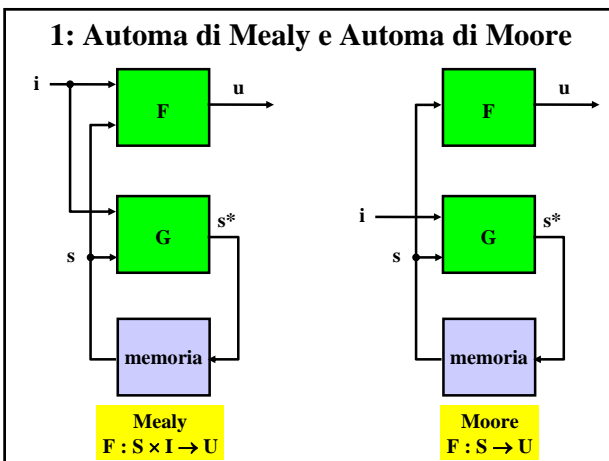 1: Automa di Mealy e Automa di Moore
i
F
u
G
s*
s
memoria
Mealy
F : S × I → U
F
u
i
G
s*
s
memoria
Moore
F : S → U